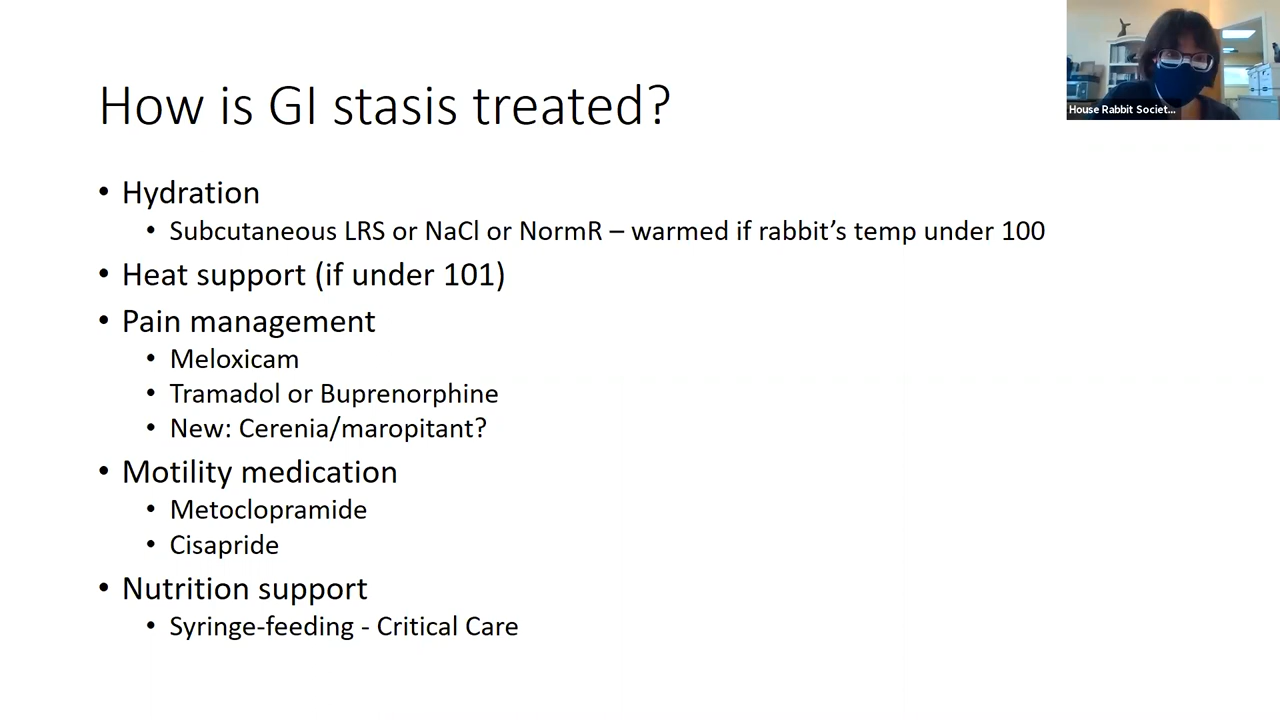 How is GI stasis treated?
House Rabbit Societ...
• Hydration
• Subcutaneous LRS or NaCl or NormR – warmed if rabbit's temp under 100
• Heat support (if under 101)
• Pain management
• Meloxicam
• Tramadol or Buprenorphine
• New: Cerenia/maropitant?
• Motility medication
• Metoclopramide
• Cisapride
• Nutrition support
• Syringe-feeding - Critical Care